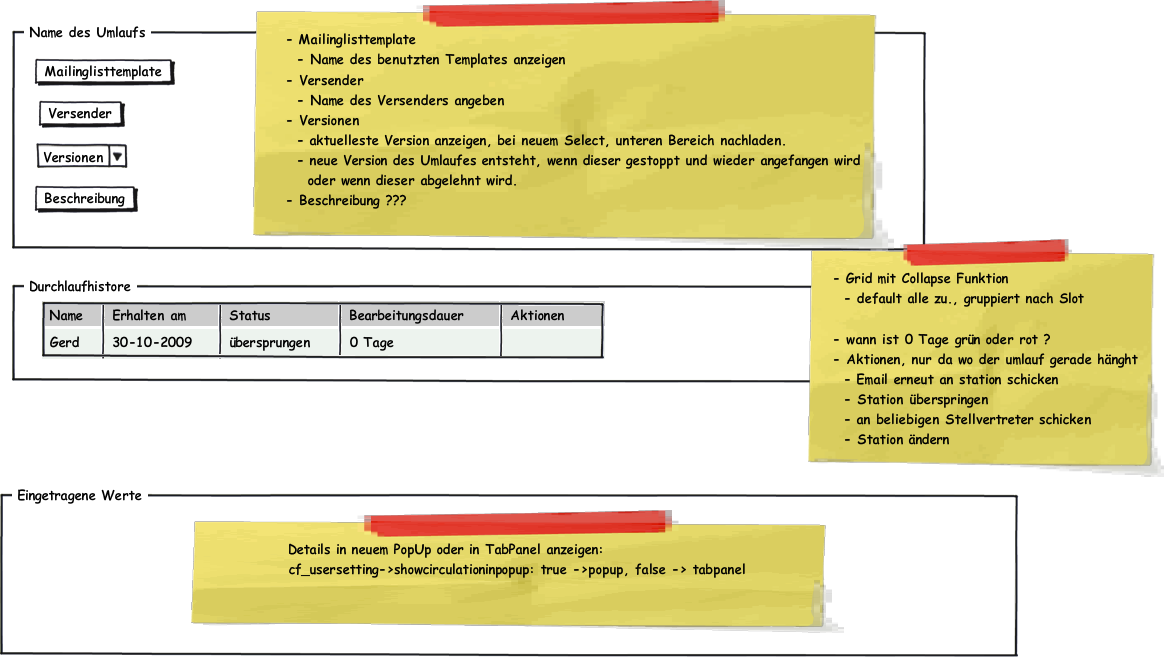 Name des Umlaufs
Mailinglisttemplate
Versender
Versionen
Beschreibung
- Mailinglisttemplate
- Name des benutzten Templates anzeigen
- Versender
- Name des Versenders angeben
- Versionen
- aktuelleste Version anzeigen, bei neuem Select, unteren Bereich nachladen.
- neue Version des Umlaufes entsteht, wenn dieser gestoppt und wieder angefangen wird
oder wenn dieser abgelehnt wird.
- Beschreibung ???
Durchlaufhistore
Name Erhalten am Status Bearbeitungsdauer Aktionen
Gerd 30-10-2009 übersprungen 0 Tage
- Grid mit Collapse Funktion
- default alle zu., gruppiert nach Slot
- wann ist 0 Tage grün oder rot ?
- Aktionen, nur da wo der umlauf gerade hänght
- Email erneut an station schicken
- Station überspringen
- an beliebigen Stellvertreter schicken
- Station ändern
Eingetragene Werte
Details in neuem PopUp oder in TabPanel anzeigen:
cf_usersetting->showcirculationinpopup: true ->popup, false -> tabpanel